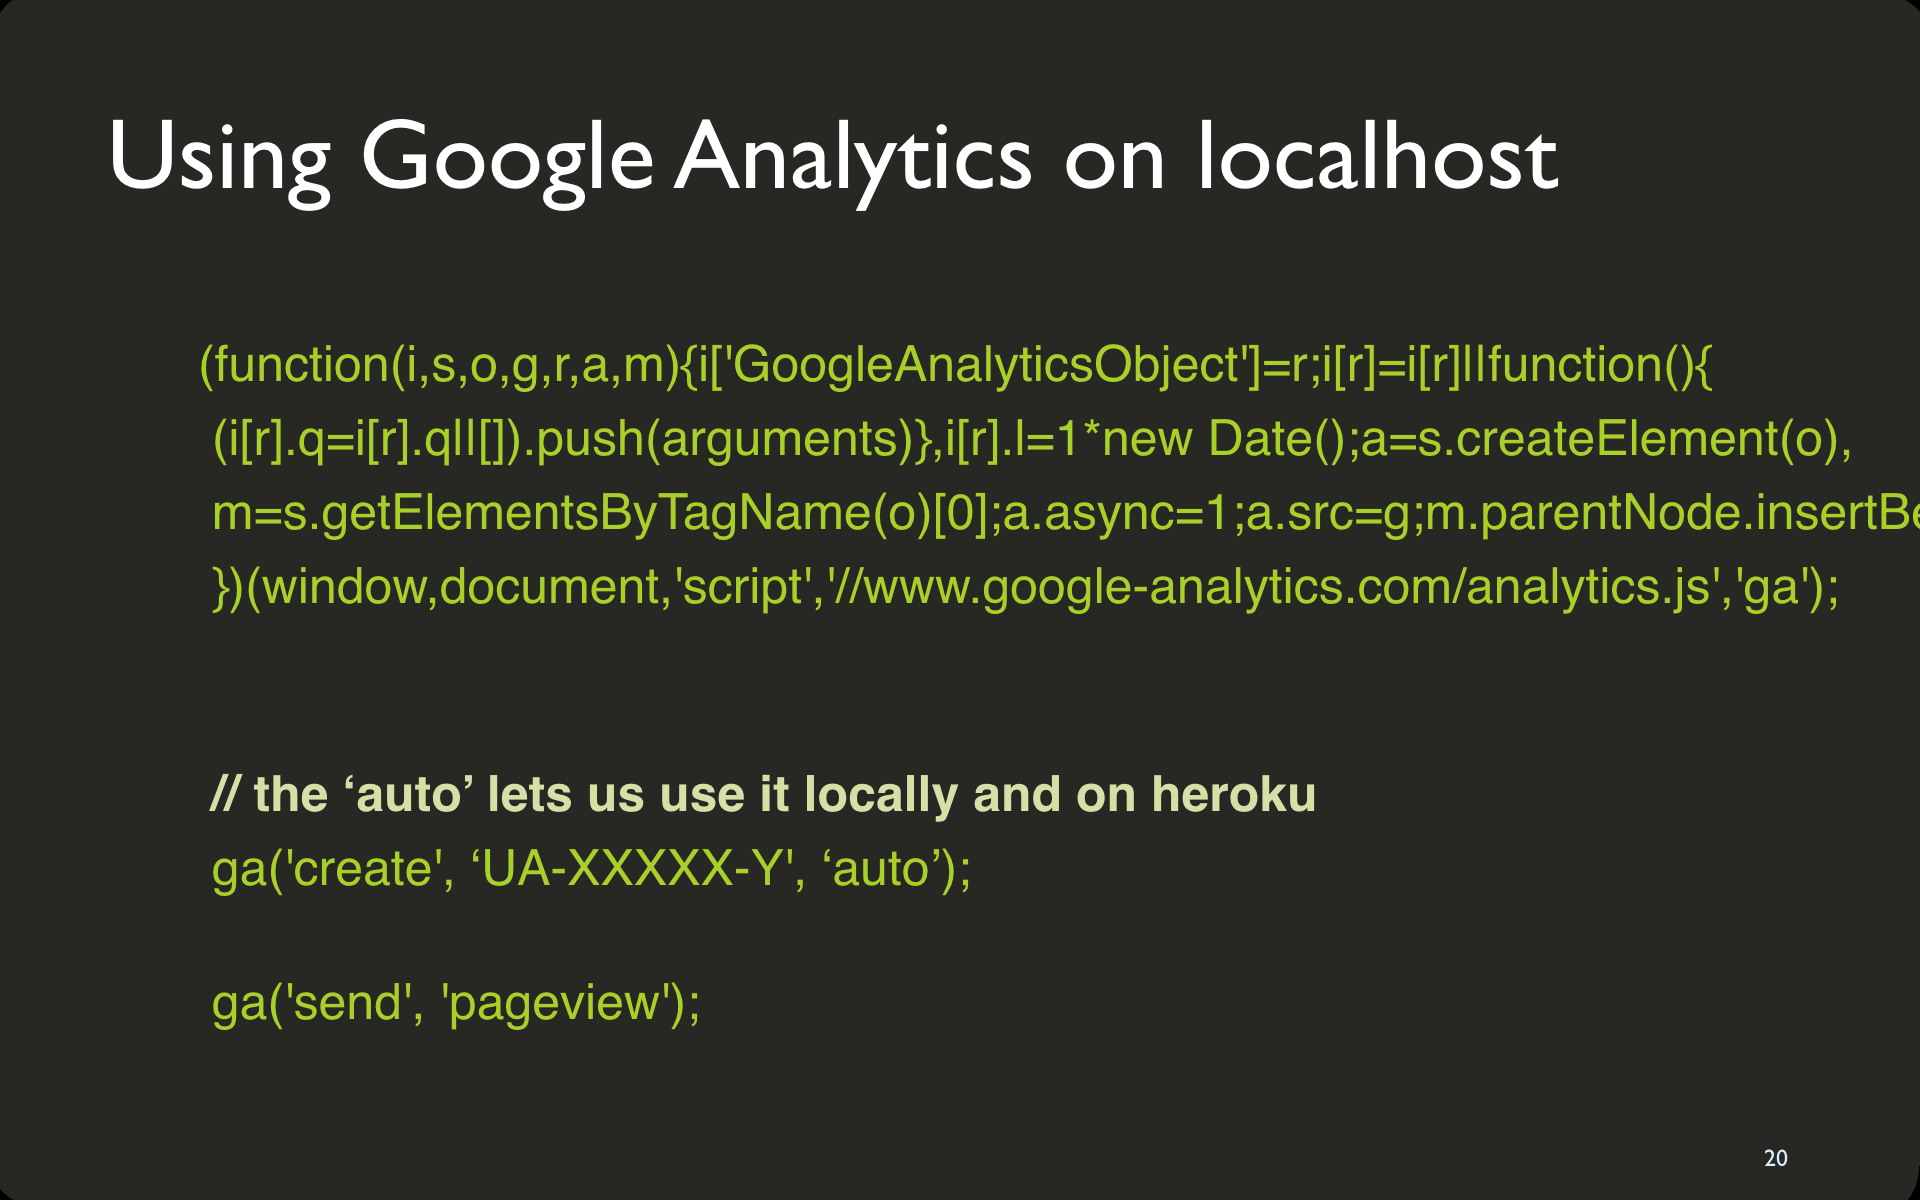 Using Google Analytics on localhost
(function(i,s,o,g,r,a,m){i['GoogleAnalyticsObject']=r;i[r]=i[r]||function(){
(i[r].q=i[r].q||[]).push(arguments)},i[r].l=1*new Date();a=s.createElement(o),
m=s.getElementsByTagName(o)[0];a.async=1;a.src=g;m.parentNode.insertBe
})(window,document,'script','//www.google-analytics.com/analytics.js','ga');
// the ‘auto’ lets us use it locally and on heroku
ga('create', ‘UA-XXXXX-Y', ‘auto’);
ga('send', 'pageview');
20